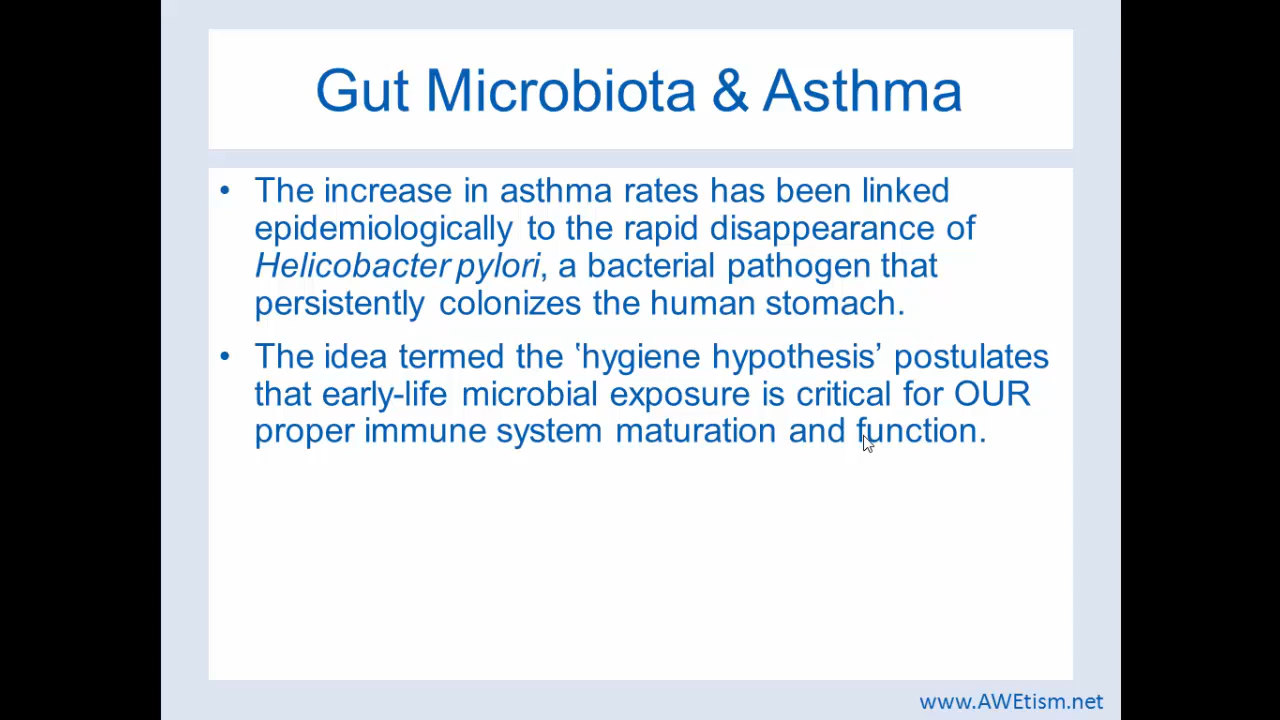 Gut Microbiota & Asthma
• The increase in asthma rates has been linked
epidemiologically to the rapid disappearance of
Helicobacter pylori, a bacterial pathogen that
persistently colonizes the human stomach.
• The idea termed the ‛hygiene hypothesis’ postulates
that early-life microbial exposure is critical for OUR
proper immune system maturation and function.
www.AWEtism.net